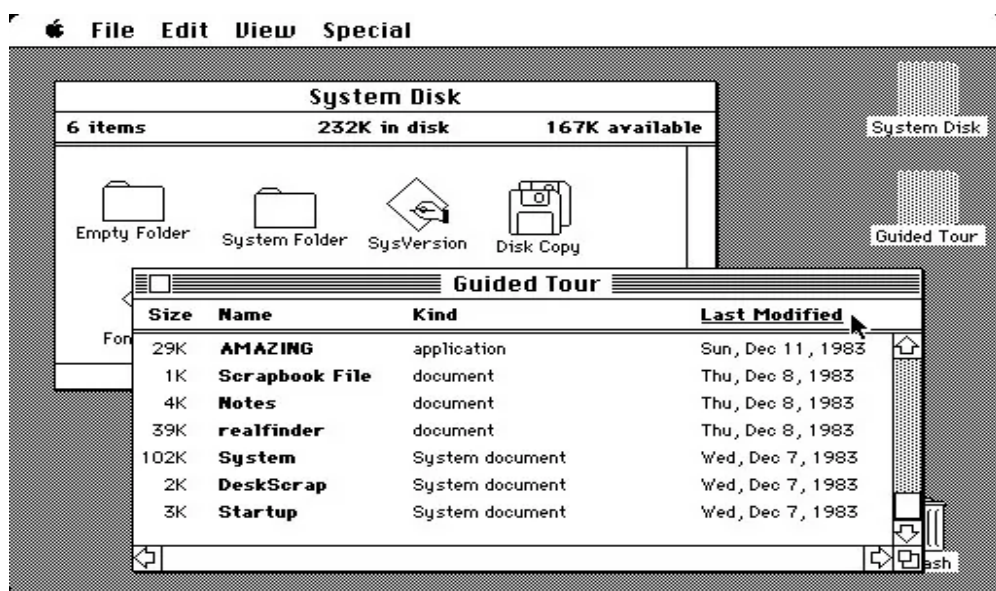 File Edit View Special
System Disk
6 items 232K in disk 167K available
Empty Folder System Folder SysVersion Disk Copy
System Disk
Guided Tour
Guided Tour
Size Name Kind Last Modified
29K AMAZING application Sun, Dec 11, 1983
1K Scrapbook File document Thu, Dec 8, 1983
4K Notes document Thu, Dec 8, 1983
39K realfinder document Thu, Dec 8, 1983
102K System System document Wed, Dec 7, 1983
2K DeskScrap System document Wed, Dec 7, 1983
3K Startup System document Wed, Dec 7, 1983
Fon
ash